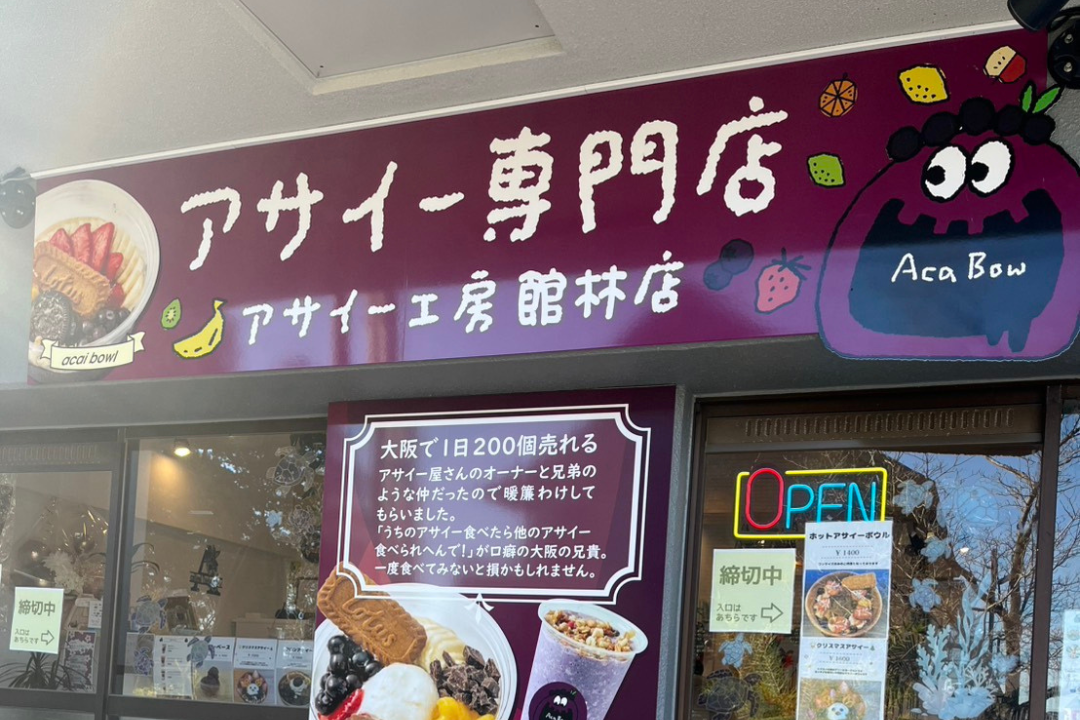 アサイー専門店
アサイー工房 館林店
acai bowl
Aca Bow
大阪で1日200個売れる
アサイー屋さんのオーナーと兄弟の
ような仲だったので暖簾わけして
もらいました。
「うちのアサイー食べたら他のアサイー
食べられへんで!」が口癖の大阪の兄貴。
一度食べてみないと損かもしれません。
Lotus
OPEN
ホットアサイーボウル
￥1400
締切中
入口は
あちらです
締切中
入口は
あちらです
クリスマスアサイー